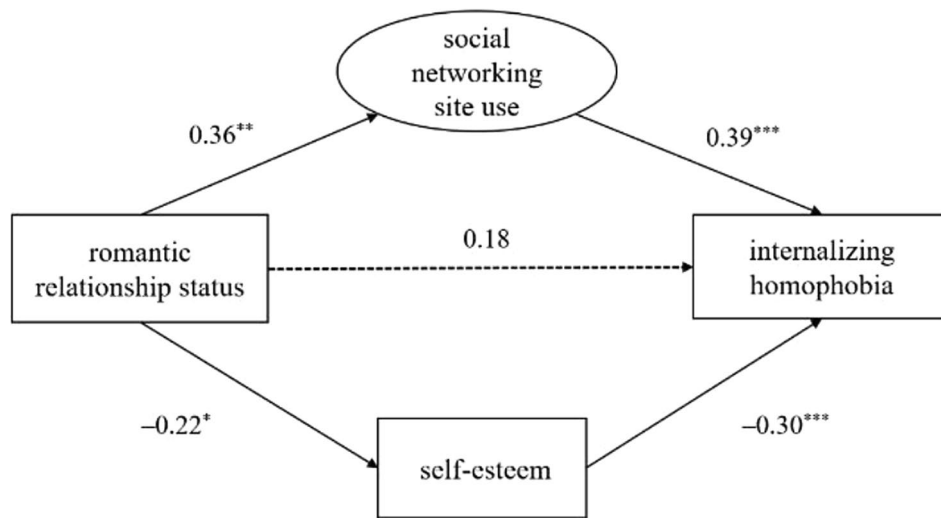 social
networking
site use
0.36**
0.39***
romantic
relationship status
0.18
internalizing
homophobia
–0.22*
–0.30***
self-esteem